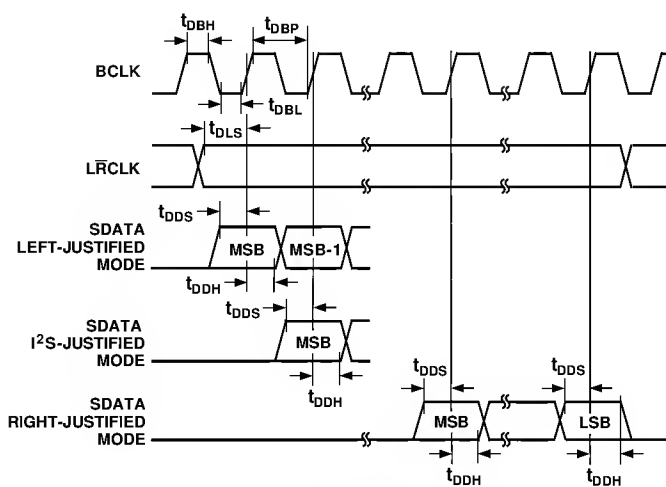 tDBH
tDBP
BCLK
tDBL
tDLS
LRCLK
tDDS
SDATA
LEFT-JUSTIFIED
MODE
MSB
MSB-1
tDDH
tDDS
SDATA
I²S-JUSTIFIED
MODE
MSB
tDDH
tDDS
tDDS
SDATA
RIGHT-JUSTIFIED
MODE
MSB
LSB
tDDH
tDDH